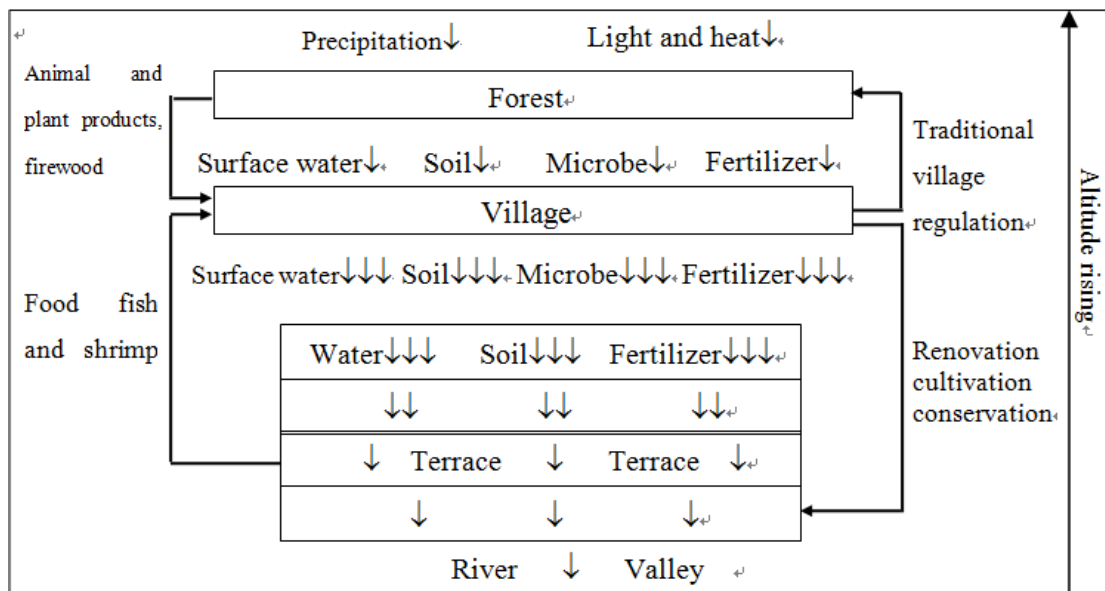 Precipitation↓ Light and heat↓
Animal and
plant products,
firewood
Forest
Traditional
village
regulation
Surface water↓ Soil↓ Microbe↓ Fertilizer↓
Village
Surface water↓↓↓ Soil↓↓↓ Microbe↓↓↓ Fertilizer↓↓↓
Food fish
and shrimp
Water↓↓↓ Soil↓↓↓ Fertilizer↓↓↓
↓↓ ↓↓ ↓↓
↓ Terrace ↓ Terrace ↓
↓ ↓ ↓
Renovation
cultivation
conservation
River ↓ Valley
Altitude rising